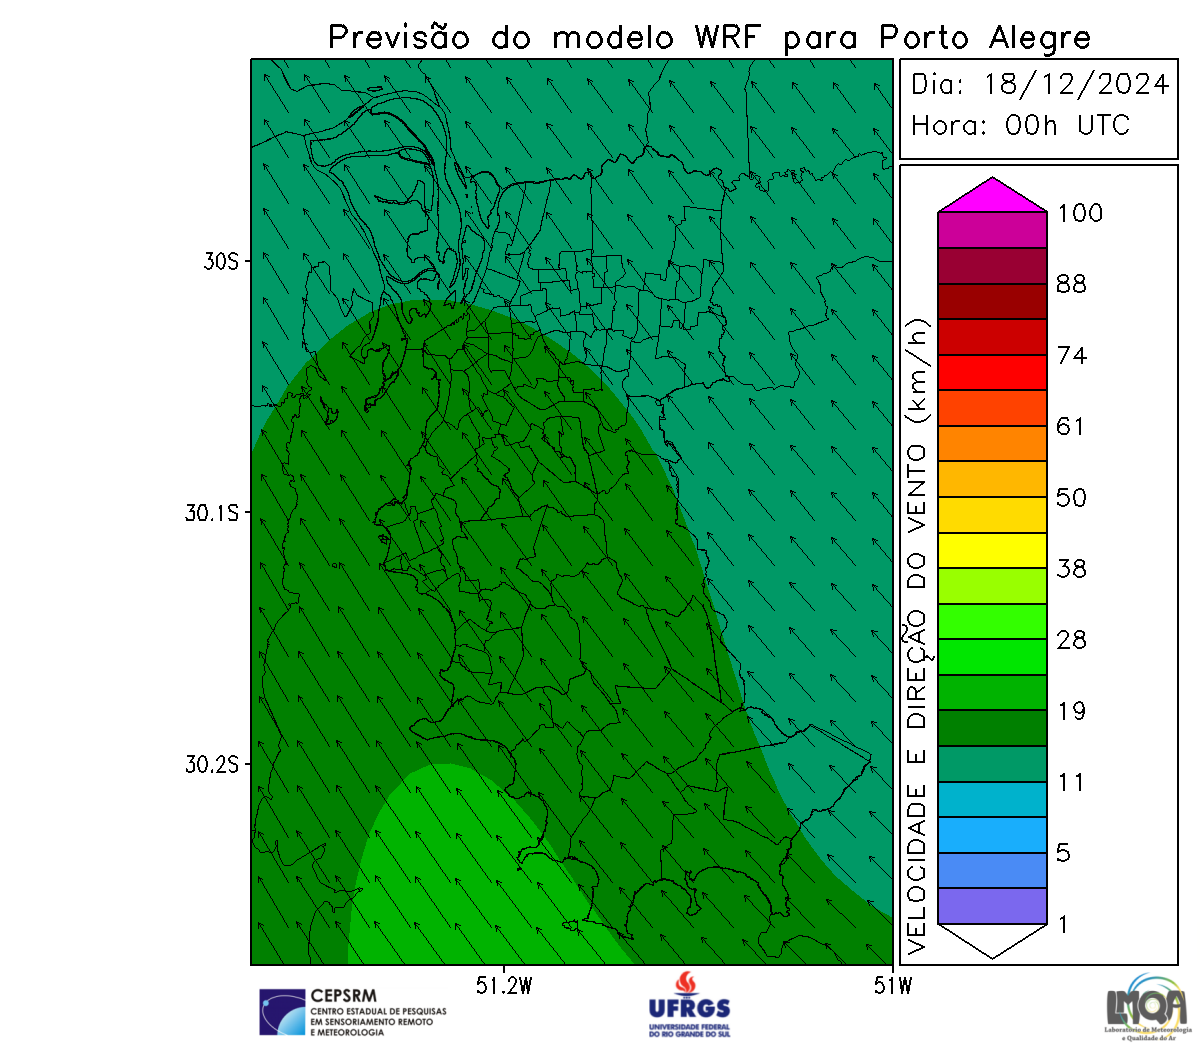 Previsão do modelo WRF para Porto Alegre
Dia: 18/12/2024
Hora: 00h UTC
30S
30.1S
30.2S
51.2W
51W
VELOCIDADE E DIREÇÃO DO VENTO (km/h)
100
88
74
61
50
38
28
19
11
5
1
CEPSRM
CENTRO ESTADUAL DE PESQUISAS
EM SENSORIAMENTO REMOTO
E METEOROLOGIA
UFRGS
UNIVERSIDADE FEDERAL
DO RIO GRANDE DO SUL
LMQA
Laboratório de Meteorologia
e Qualidade do Ar